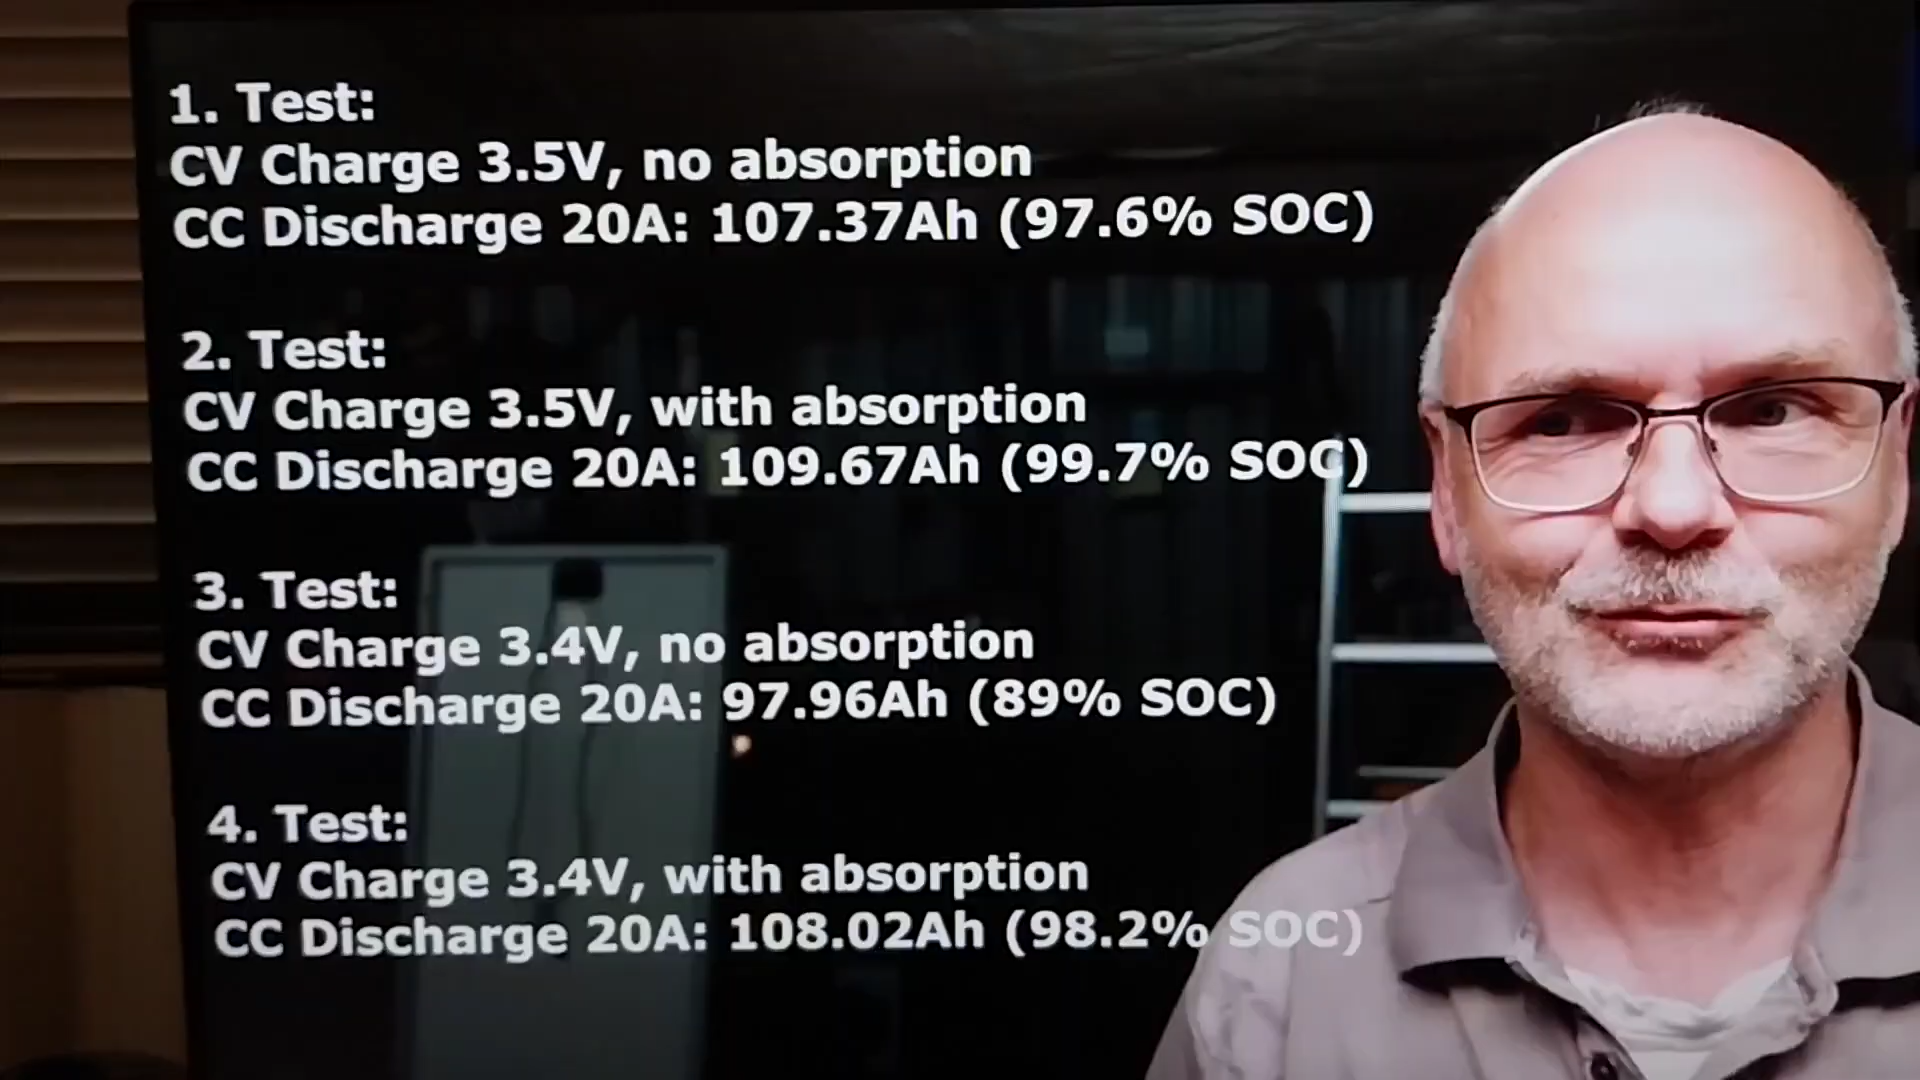 1. Test:
CV Charge 3.5V, no absorption
CC Discharge 20A: 107.37Ah (97.6% SOC)
2. Test:
CV Charge 3.5V, with absorption
CC Discharge 20A: 109.67Ah (99.7% SOC)
3. Test:
CV Charge 3.4V, no absorption
CC Discharge 20A: 97.96Ah (89% SOC)
4. Test:
CV Charge 3.4V, with absorption
CC Discharge 20A: 108.02Ah (98.2% SOC)